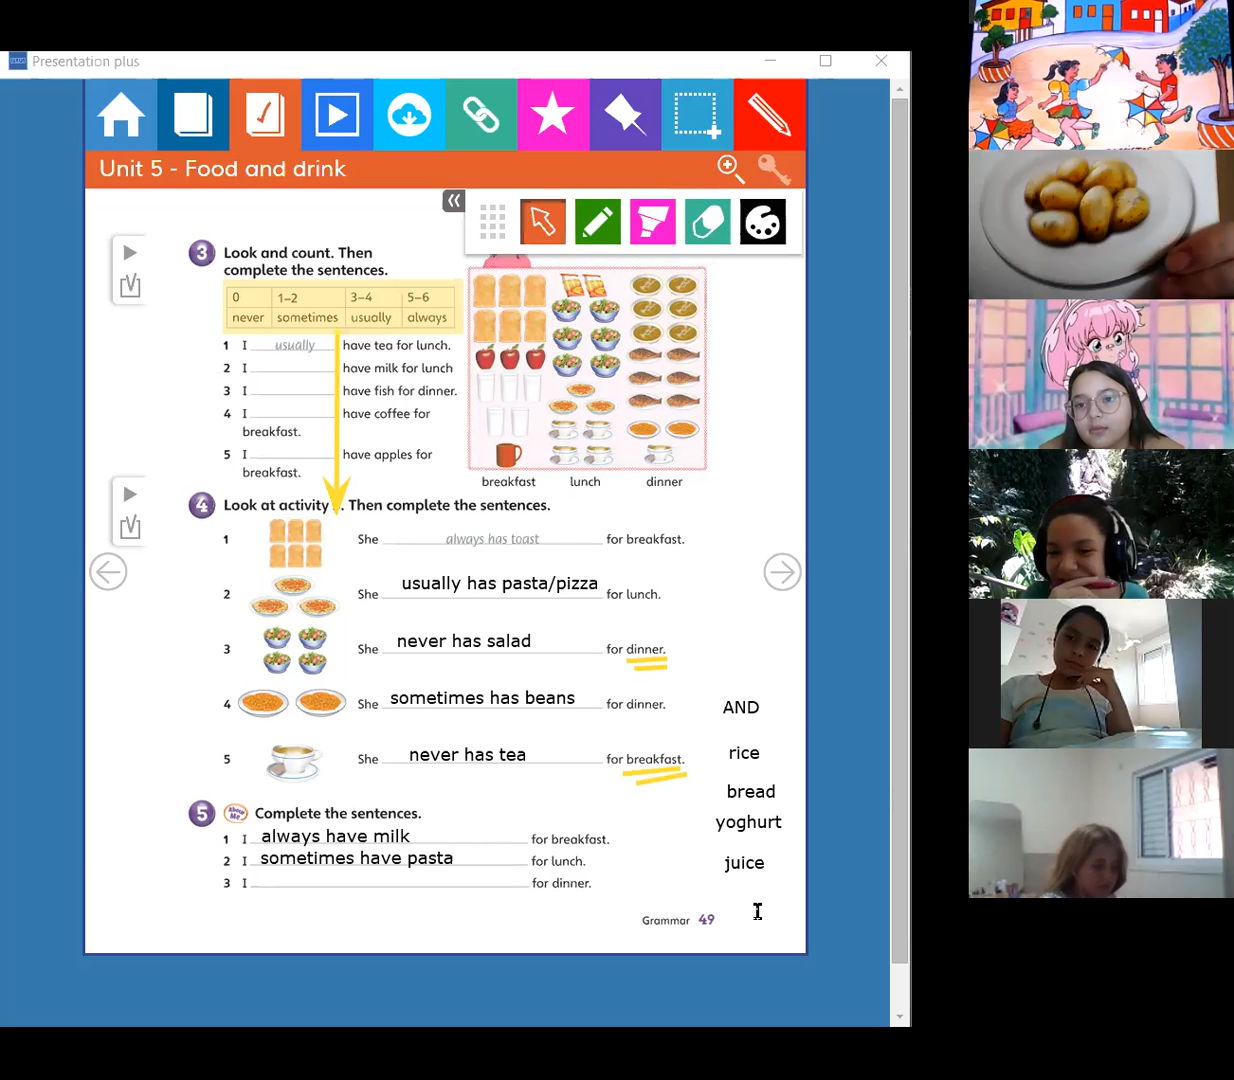 Presentation plus
Unit 5 - Food and drink
3 Look and count. Then
complete the sentences.
0 1–2 3–4 5–6
never sometimes usually always
1 I usually have tea for lunch.
2 I have milk for lunch
3 I have fish for dinner.
4 I have coffee for
breakfast.
5 I have apples for
breakfast.
breakfast lunch dinner
4 Look at activity . Then complete the sentences.
1 She always has toast for breakfast.
2 She usually has pasta/pizza for lunch.
3 She never has salad for dinner.
4 She sometimes has beans for dinner.
5 She never has tea for breakfast.
AND
rice
bread
yoghurt
juice
5 About Me Complete the sentences.
1 I always have milk for breakfast.
2 I sometimes have pasta for lunch.
3 I for dinner.
Grammar 49